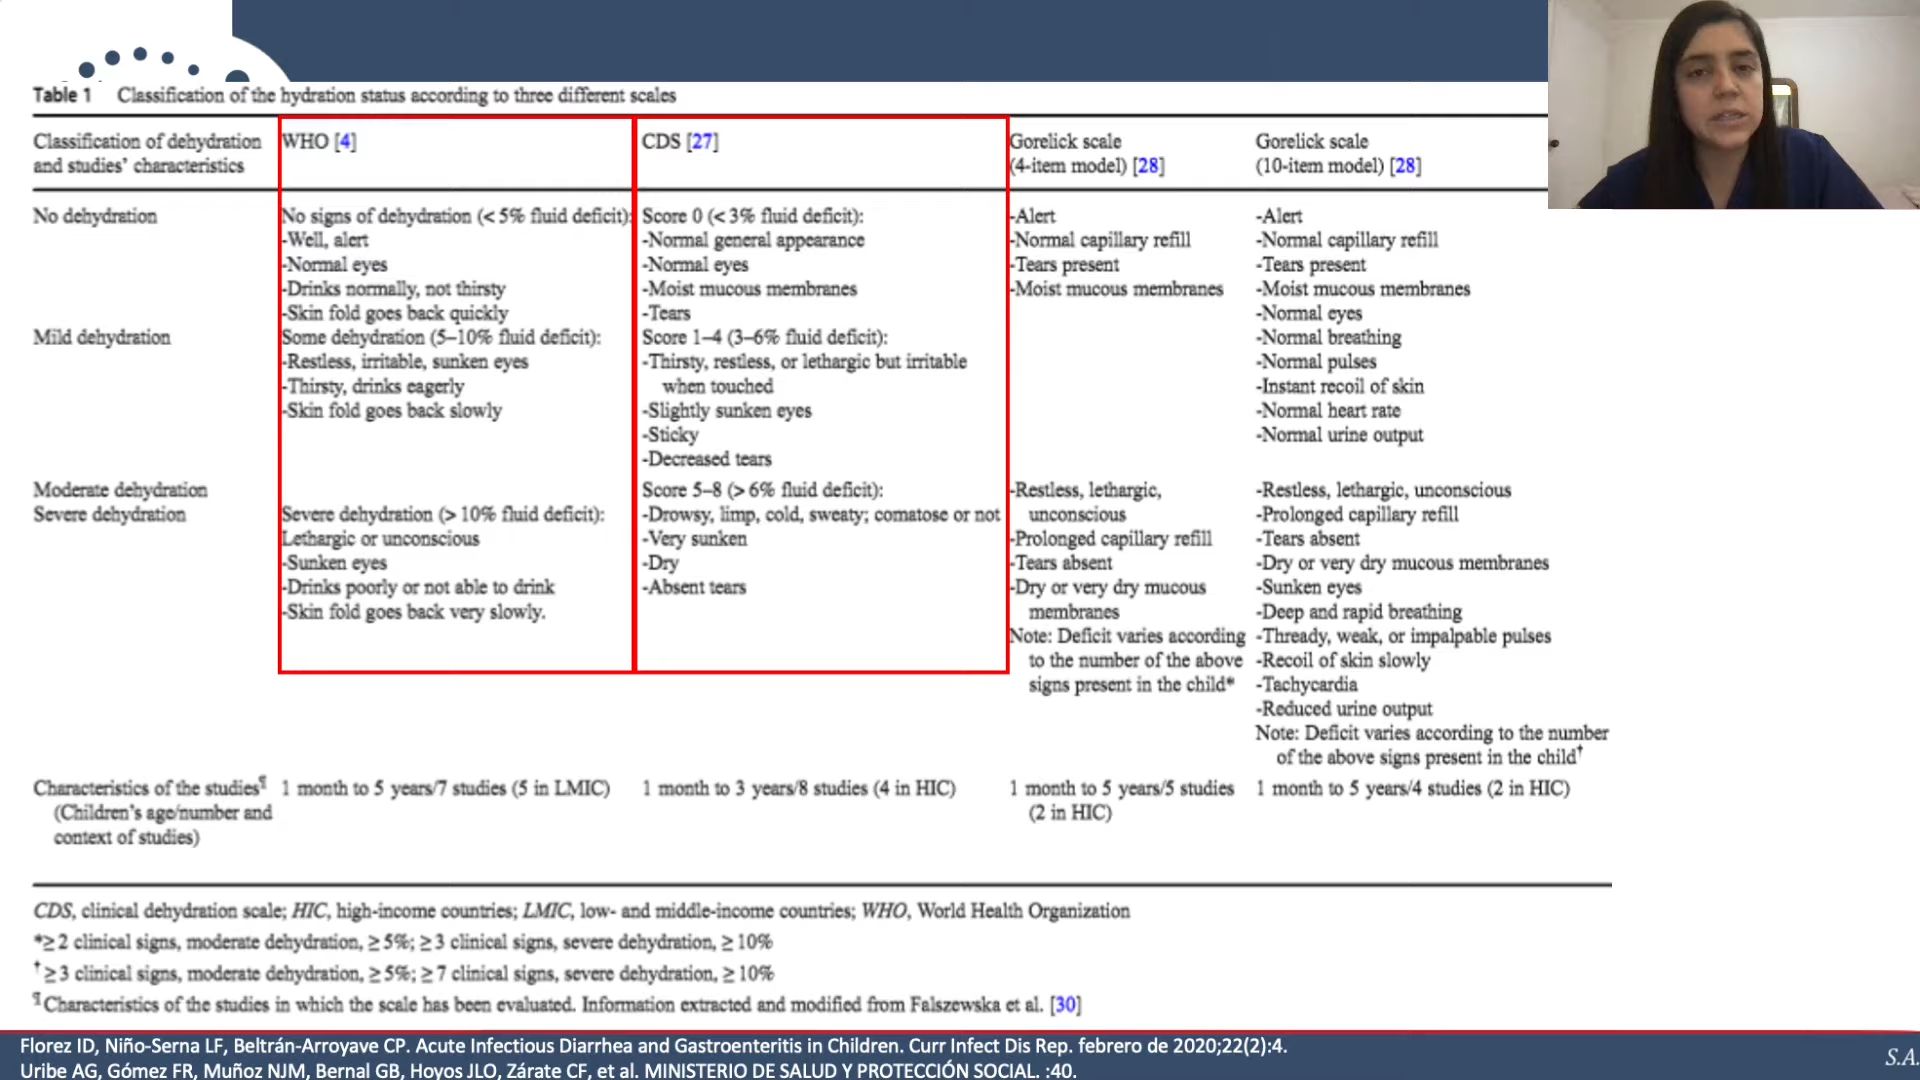 Table 1 Classification of the hydration status according to three different scales
Classification of dehydration
and studies’ characteristics
WHO [4]
CDS [27]
Gorelick scale
(4-item model) [28]
Gorelick scale
(10-item model) [28]
No dehydration
No signs of dehydration (< 5% fluid deficit):
-Well, alert
-Normal eyes
-Drinks normally, not thirsty
-Skin fold goes back quickly
Score 0 (< 3% fluid deficit):
-Normal general appearance
-Normal eyes
-Moist mucous membranes
-Tears
-Alert
-Normal capillary refill
-Tears present
-Moist mucous membranes
-Alert
-Normal capillary refill
-Tears present
-Moist mucous membranes
-Normal eyes
-Normal breathing
-Normal pulses
-Instant recoil of skin
-Normal heart rate
-Normal urine output
Mild dehydration
Some dehydration (5–10% fluid deficit):
-Restless, irritable, sunken eyes
-Thirsty, drinks eagerly
-Skin fold goes back slowly
Score 1–4 (3–6% fluid deficit):
-Thirsty, restless, or lethargic but irritable
when touched
-Slightly sunken eyes
-Sticky
-Decreased tears
Moderate dehydration
Severe dehydration
Severe dehydration (> 10% fluid deficit):
Lethargic or unconscious
-Sunken eyes
-Drinks poorly or not able to drink
-Skin fold goes back very slowly.
Score 5–8 (> 6% fluid deficit):
-Drowsy, limp, cold, sweaty; comatose or not
-Very sunken
-Dry
-Absent tears
-Restless, lethargic,
unconscious
-Prolonged capillary refill
-Tears absent
-Dry or very dry mucous
membranes
Note: Deficit varies according
to the number of the above
signs present in the child*
-Restless, lethargic, unconscious
-Prolonged capillary refill
-Tears absent
-Dry or very dry mucous membranes
-Sunken eyes
-Deep and rapid breathing
-Thready, weak, or impalpable pulses
-Recoil of skin slowly
-Tachycardia
-Reduced urine output
Note: Deficit varies according to the number
of the above signs present in the child†
Characteristics of the studies¶
(Children’s age/number and
context of studies)
1 month to 5 years/7 studies (5 in LMIC)
1 month to 3 years/8 studies (4 in HIC)
1 month to 5 years/5 studies
(2 in HIC)
1 month to 5 years/4 studies (2 in HIC)
CDS, clinical dehydration scale; HIC, high-income countries; LMIC, low- and middle-income countries; WHO, World Health Organization
*≥ 2 clinical signs, moderate dehydration, ≥ 5%; ≥ 3 clinical signs, severe dehydration, ≥ 10%
†≥ 3 clinical signs, moderate dehydration, ≥ 5%; ≥ 7 clinical signs, severe dehydration, ≥ 10%
¶Characteristics of the studies in which the scale has been evaluated. Information extracted and modified from Falszewska et al. [30]
Florez ID, Niño-Serna LF, Beltrán-Arroyave CP. Acute Infectious Diarrhea and Gastroenteritis in Children. Curr Infect Dis Rep. febrero de 2020;22(2):4.
Uribe AG, Gómez FR, Muñoz NJM, Bernal GB, Hoyos JLO, Zárate CF, et al. MINISTERIO DE SALUD Y PROTECCIÓN SOCIAL. :40.
S.A.